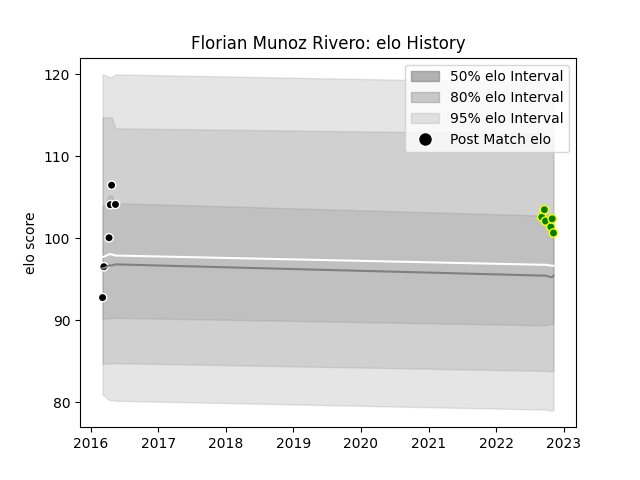 Florian Munoz Rivero: elo History
120
110
100
90
80
elo score
50% elo Interval
80% elo Interval
95% elo Interval
Post Match elo
2016
2017
2018
2019
2020
2021
2022
2023